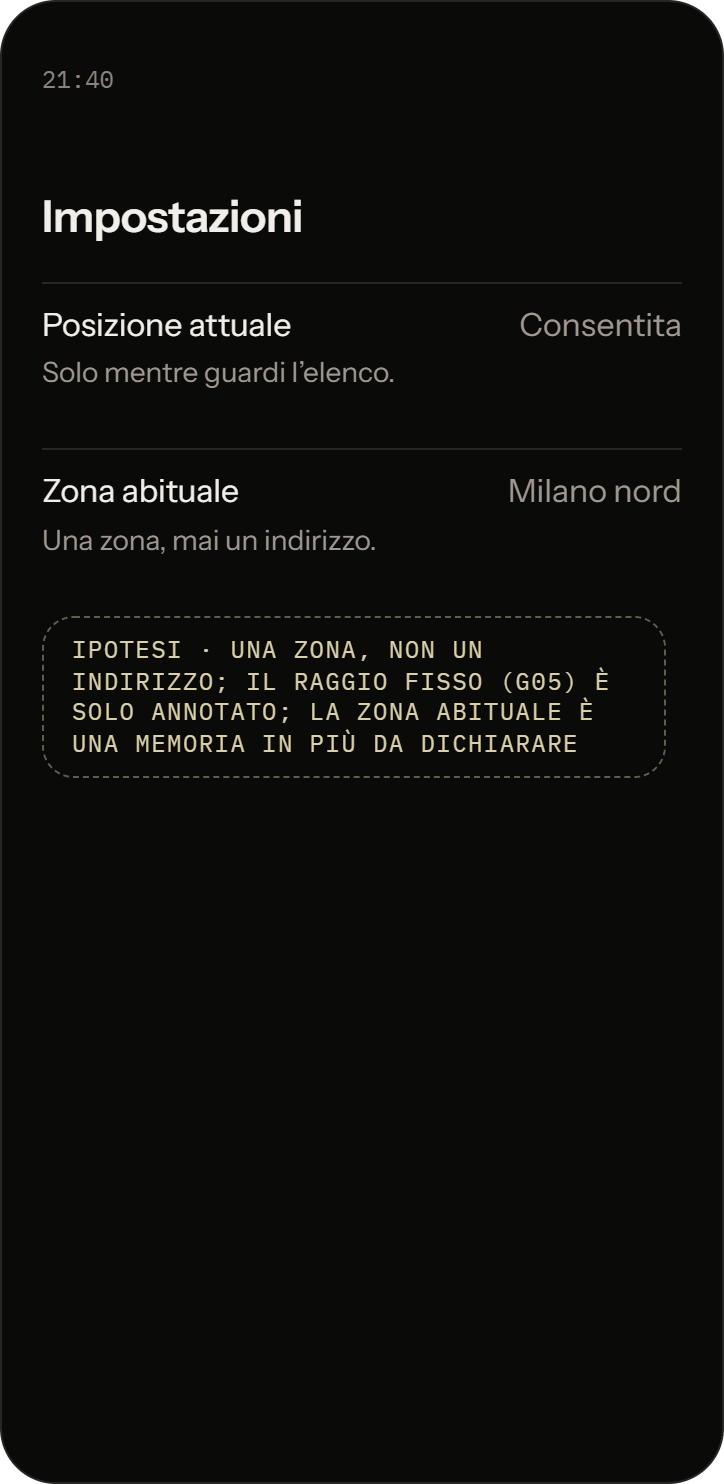 21:40
Impostazioni
Posizione attuale Consentita
Solo mentre guardi l’elenco.
Zona abituale Milano nord
Una zona, mai un indirizzo.
IPOTESI · UNA ZONA, NON UN
INDIRIZZO; IL RAGGIO FISSO (G05) È
SOLO ANNOTATO; LA ZONA ABITUALE È
UNA MEMORIA IN PIÙ DA DICHIARARE